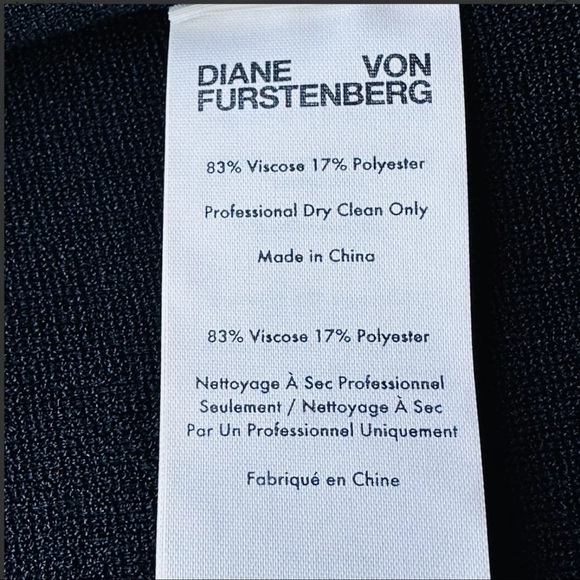 DIANE VON
FURSTENBERG
83% Viscose 17% Polyester
Professional Dry Clean Only
Made in China
83% Viscose 17% Polyester
Nettoyage À Sec Professionnel
Seulement / Nettoyage À Sec
Par Un Professionnel Uniquement
Fabriqué en Chine